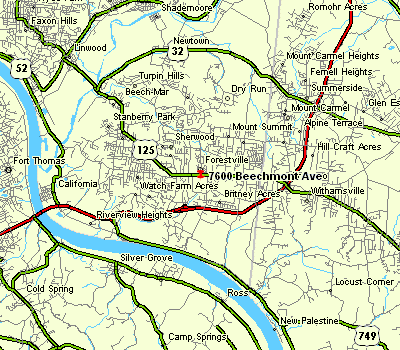 Romohr Acres
Shademoore
Faxon Hills
Linwood
Newtown
32
Mount Carmel Heights
52
Turpin Hills
Fernell Heights
Beech-Mar
Dry Run
Summerside
Mount Carmel
Glen Es
Stanberry Park
Alpine Terrace
Sherwood
Mount Summit
125
Hill Craft Acres
Fort Thomas
Forestville
7600 Beechmont Ave
California
Watch Farm Acres
Britney Acres
Withamsville
Riverview Heights
Silver Grove
Cold Spring
Ross
Locust Corner
New Palestine
Camp Springs
749